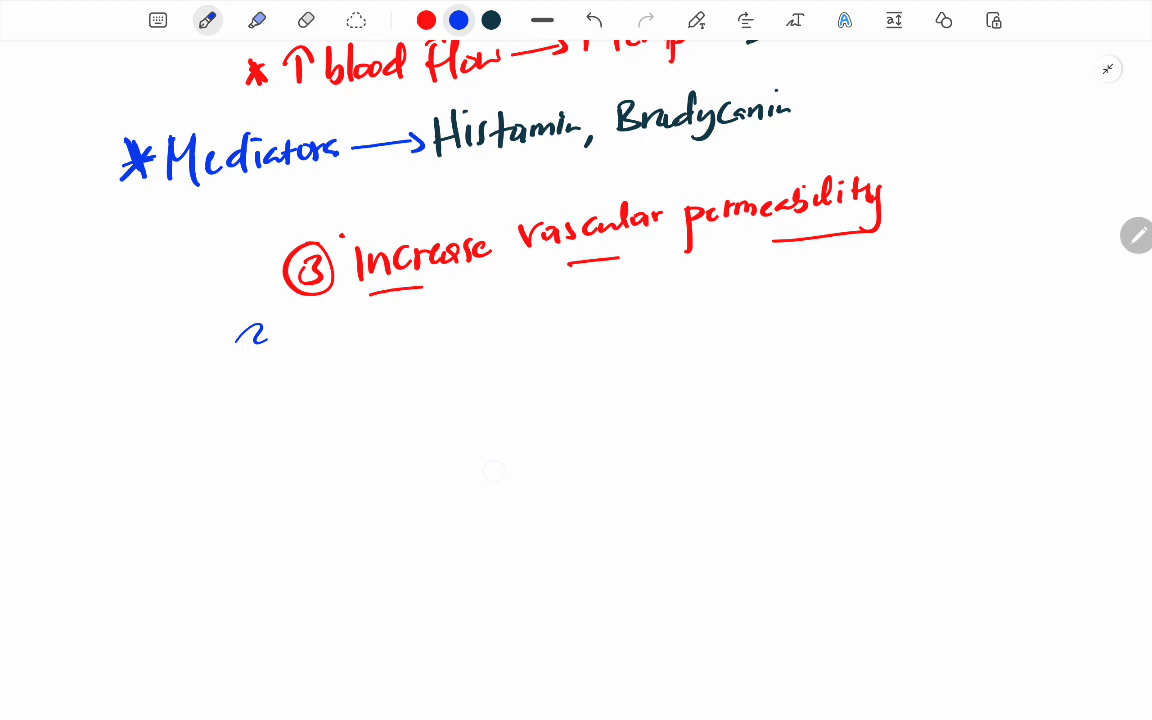 * ↑ blood flow →
* Mediators → Histamin, Bradycanin
③ Increase vascular permeability